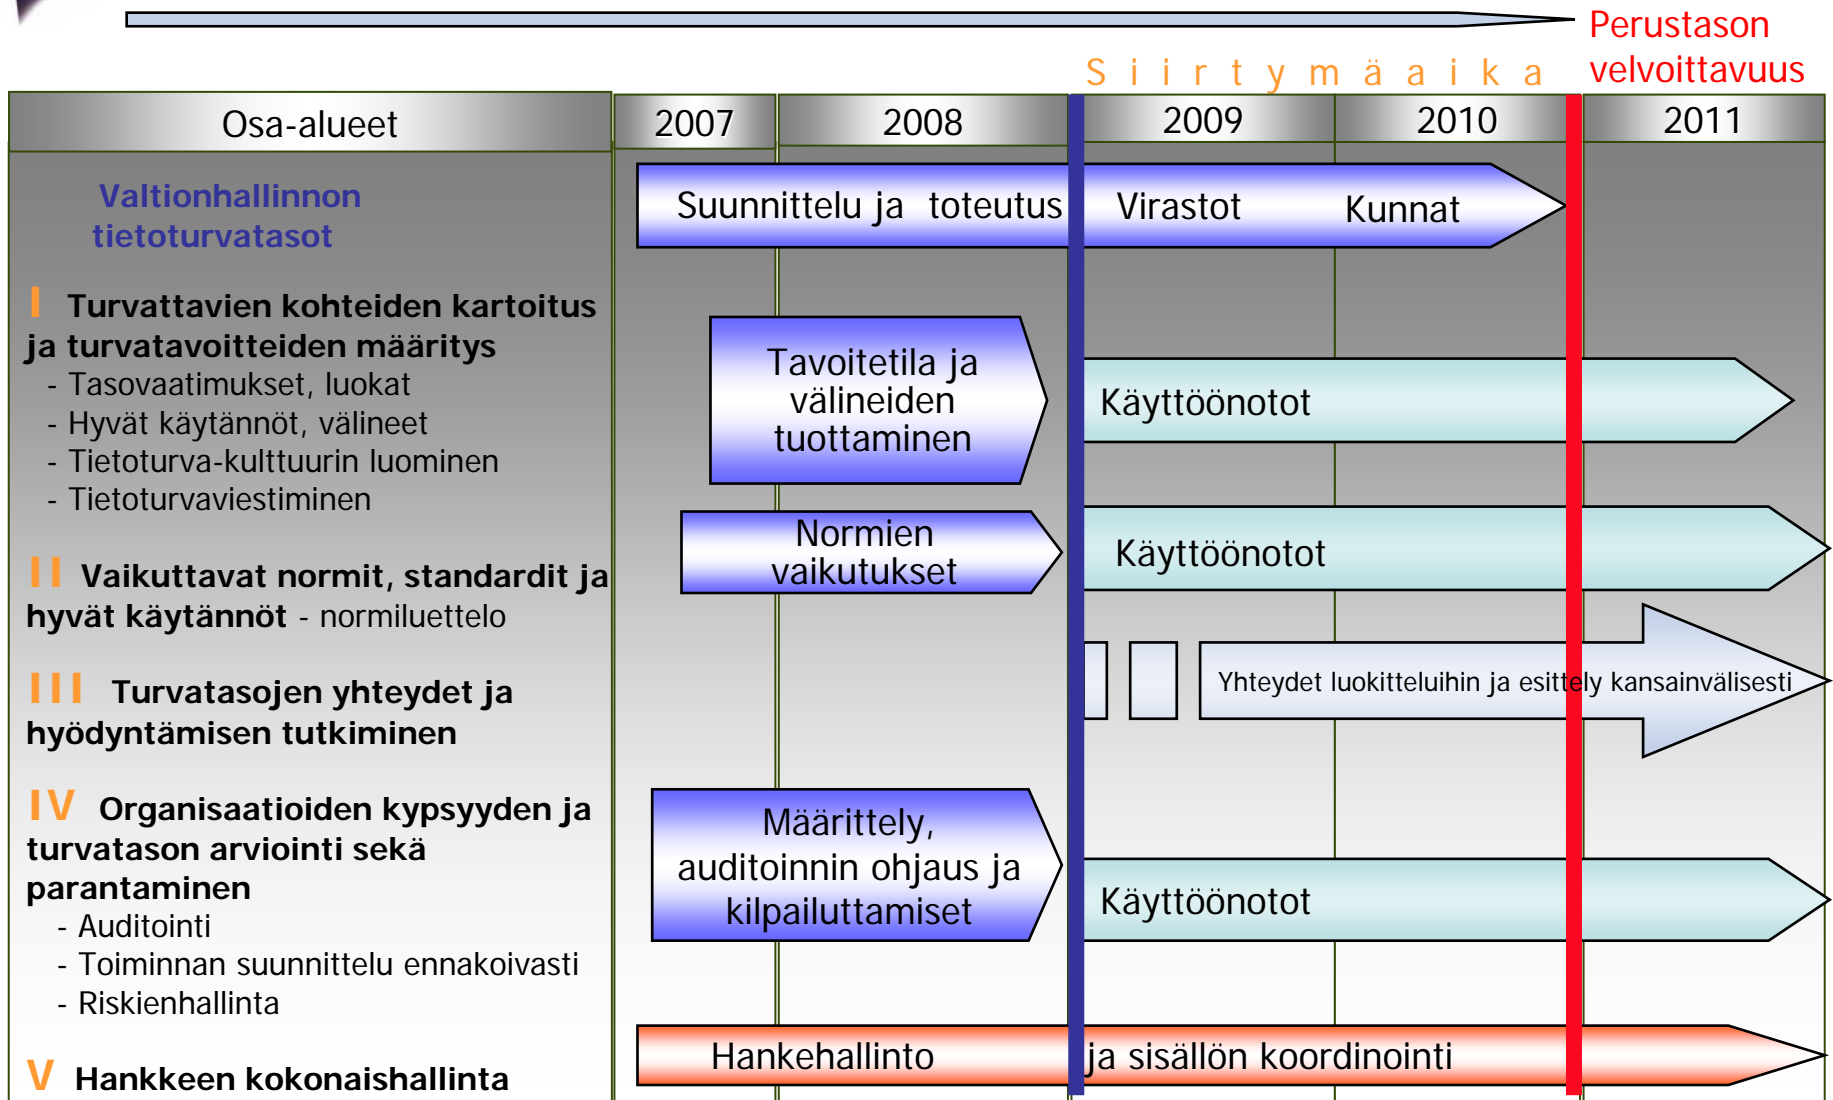 Perustason
velvoittavuus
Siirtymäaika
Osa-alueet
2007
2008
2009
2010
2011
Valtionhallinnon
tietoturvatasot
Suunnittelu ja toteutus
Virastot
Kunnat
I Turvattavien kohteiden kartoitus
ja turvatavoitteiden määritys
- Tasovaatimukset, luokat
- Hyvät käytännöt, välineet
- Tietoturva-kulttuurin luominen
- Tietoturvaviestiminen
Tavoitetila ja
välineiden
tuottaminen
Käyttöönotot
II Vaikuttavat normit, standardit ja
hyvät käytännöt - normiluettelo
Normien
vaikutukset
Käyttöönotot
III Turvatasojen yhteydet ja
hyödyntämisen tutkiminen
Yhteydet luokitteluihin ja esittely kansainvälisesti
IV Organisaatioiden kypsyyden ja
turvatason arviointi sekä
parantaminen
- Auditointi
- Toiminnan suunnittelu ennakoivasti
- Riskienhallinta
Määrittely,
auditoinnin ohjaus ja
kilpailuttamiset
Käyttöönotot
V Hankkeen kokonaishallinta
Hankehallinto ja sisällön koordinointi